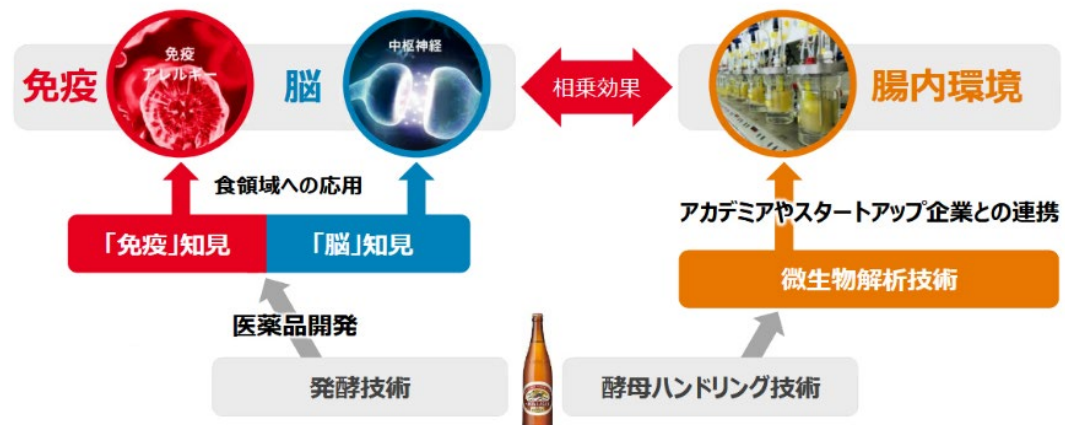 免疫
免疫
アレルギー
脳
中枢神経
相乗効果
腸内環境
食領域への応用
アカデミアやスタートアップ企業との連携
「免疫」知見
「脳」知見
微生物解析技術
医薬品開発
発酵技術
酵母ハンドリング技術